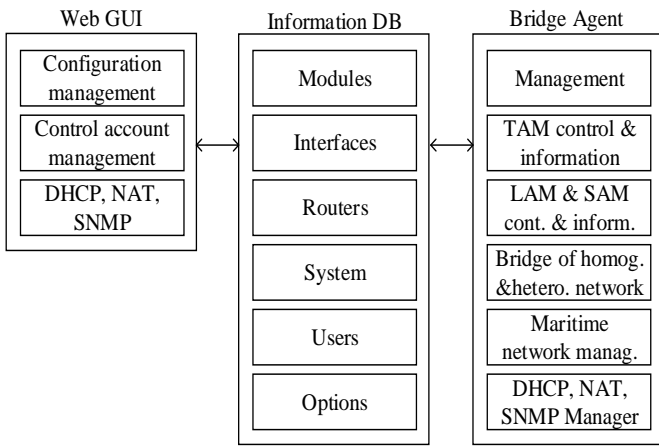 Web GUI
Configuration
management
Control account
management
DHCP, NAT,
SNMP
Information DB
Modules
Interfaces
Routers
System
Users
Options
Bridge Agent
Management
TAM control &
information
LAM & SAM
cont. & inform.
Bridge of homog.
&hetero. network
Maritime
network manag.
DHCP, NAT,
SNMP Manager